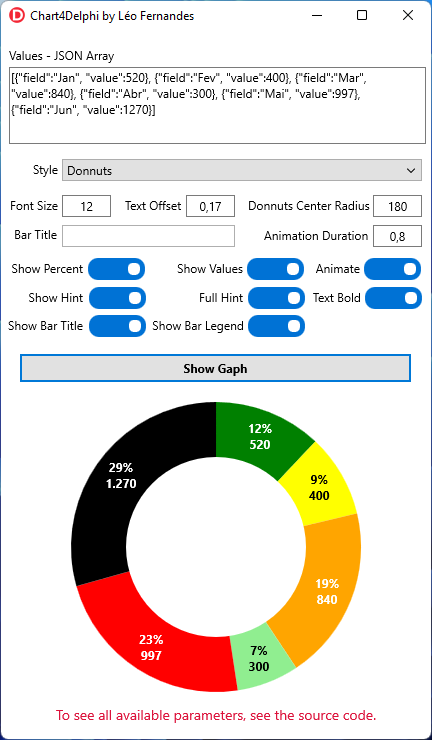 Chart4Delphi by Léo Fernandes
Values - JSON Array
[{"field":"Jan", "value":520}, {"field":"Fev", "value":400}, {"field":"Mar",
"value":840}, {"field":"Abr", "value":300}, {"field":"Mai", "value":997},
{"field":"Jun", "value":1270}]
Style Donnuts
Font Size 12 Text Offset 0,17 Donnuts Center Radius 180
Bar Title Animation Duration 0,8
Show Percent Show Values Animate
Show Hint Full Hint Text Bold
Show Bar Title Show Bar Legend
Show Gaph
12%
520
9%
400
19%
840
7%
300
23%
997
29%
1.270
To see all available parameters, see the source code.